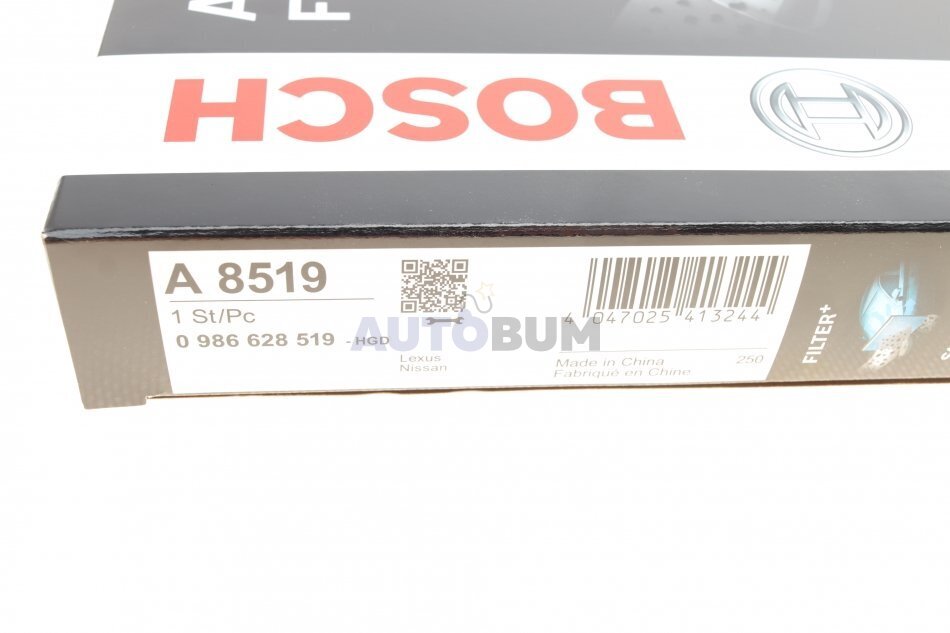 BOSCH
A 8519
1 St/Pc
0 986 628 519 - HGD
AUTOBUM
Lexus
Nissan
4 047025 413244
Made in China 250
Fabriqué en Chine
FILTER+